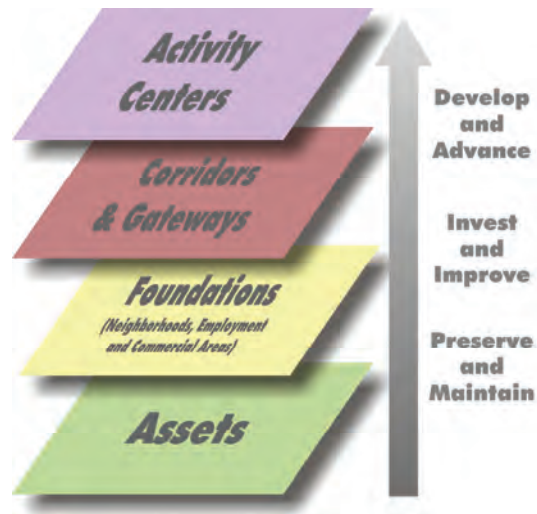 Activity
Centers
Corridors
& Gateways
Foundations
(Neighborhoods, Employment
and Commercial Areas)
Assets
Develop
and
Advance
Invest
and
Improve
Preserve
and
Maintain